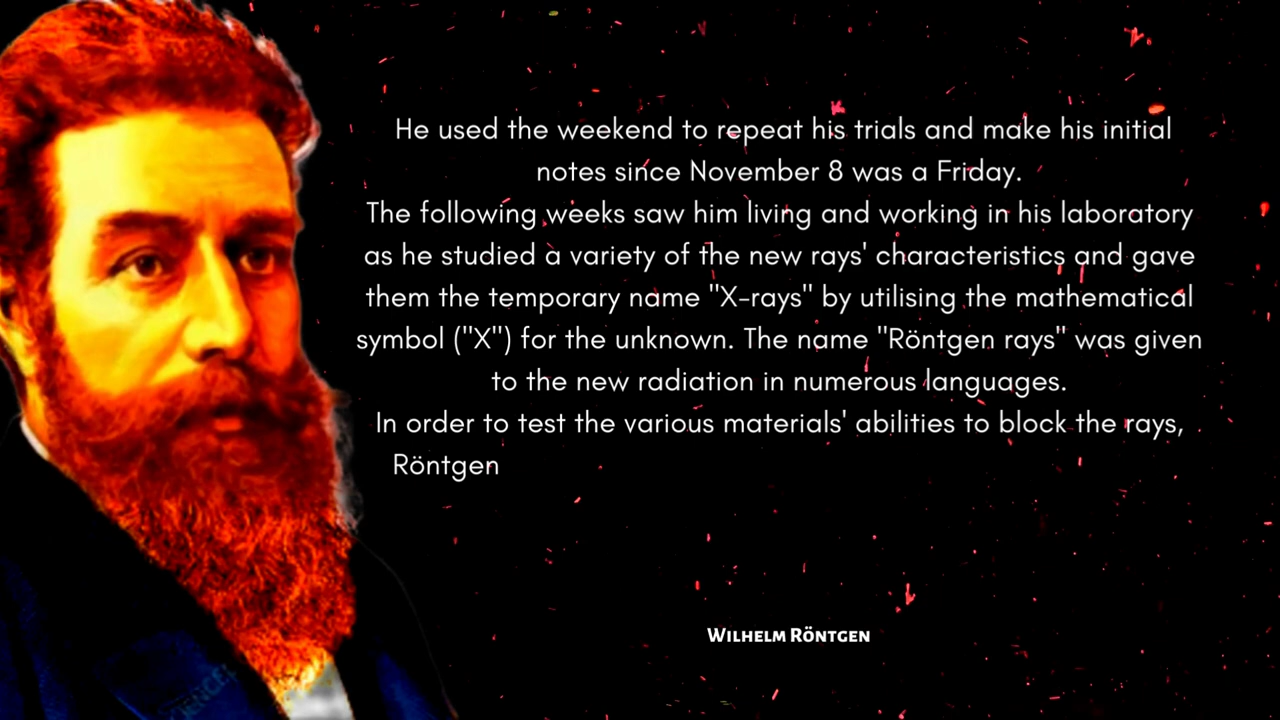 He used the weekend to repeat his trials and make his initial
notes since November 8 was a Friday.
The following weeks saw him living and working in his laboratory
as he studied a variety of the new rays' characteristics and gave
them the temporary name "X-rays" by utilising the mathematical
symbol ("X") for the unknown. The name "Röntgen rays" was given
to the new radiation in numerous languages.
In order to test the various materials' abilities to block the rays,
Röntgen
WILHELM RÖNTGEN